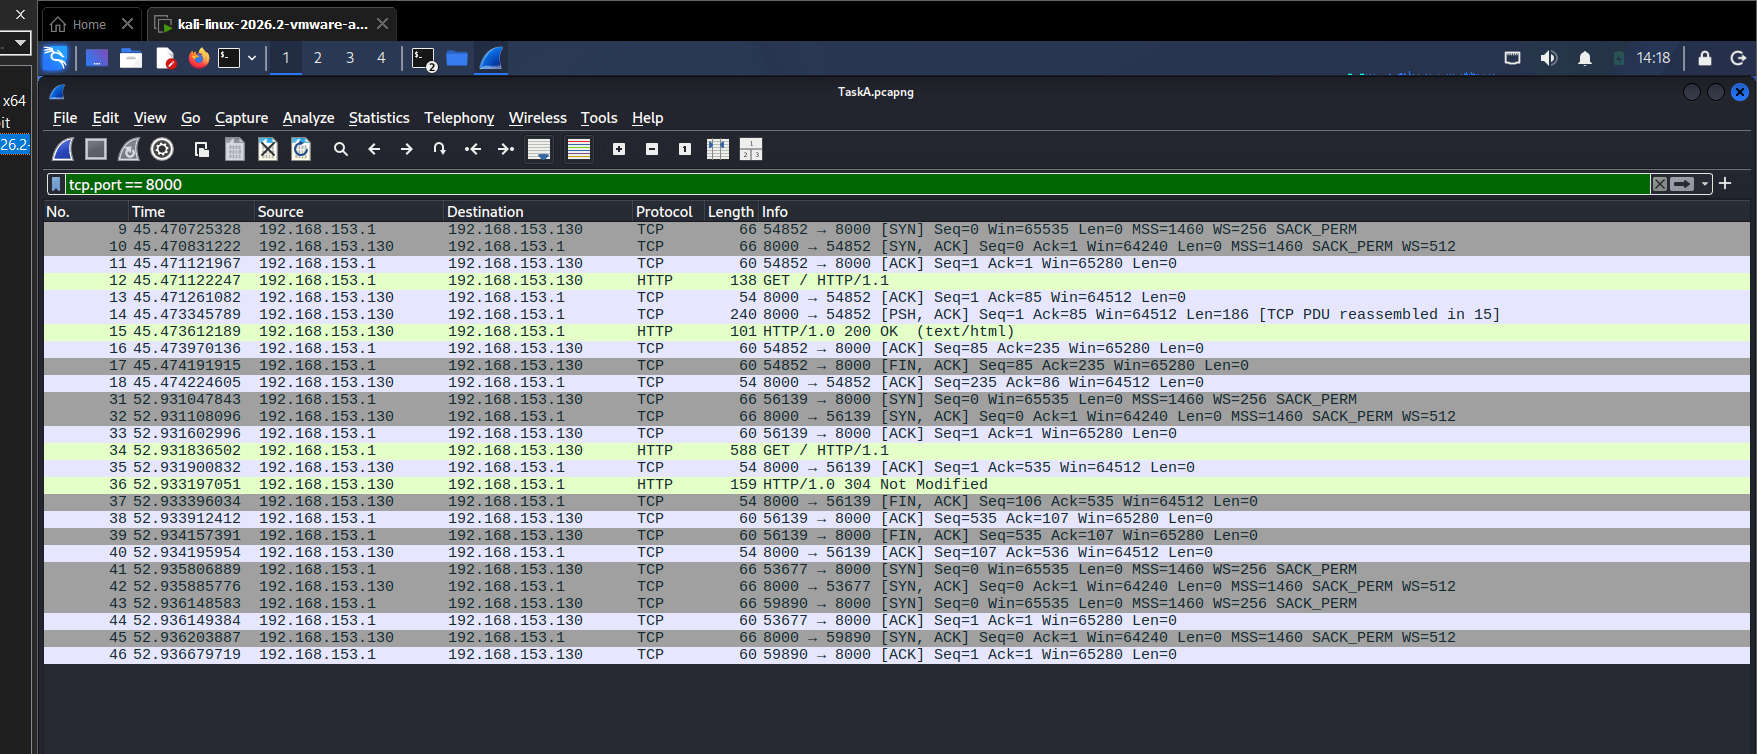 Home
kali-linux-2026.2-vmware-a...
1 2 3 4
2
14:18
x64
it
26.2-
TaskA.pcapng
File Edit View Go Capture Analyze Statistics Telephony Wireless Tools Help
tcp.port == 8000
No. Time Source Destination Protocol Length Info
9 45.470725328 192.168.153.1 192.168.153.130 TCP 66 54852 → 8000 [SYN] Seq=0 Win=65535 Len=0 MSS=1460 WS=256 SACK_PERM
10 45.470831222 192.168.153.130 192.168.153.1 TCP 66 8000 → 54852 [SYN, ACK] Seq=0 Ack=1 Win=64240 Len=0 MSS=1460 SACK_PERM WS=512
11 45.471121967 192.168.153.1 192.168.153.130 TCP 60 54852 → 8000 [ACK] Seq=1 Ack=1 Win=65280 Len=0
12 45.471122247 192.168.153.1 192.168.153.130 HTTP 138 GET / HTTP/1.1
13 45.471261082 192.168.153.130 192.168.153.1 TCP 54 8000 → 54852 [ACK] Seq=1 Ack=85 Win=64512 Len=0
14 45.473345789 192.168.153.130 192.168.153.1 TCP 240 8000 → 54852 [PSH, ACK] Seq=1 Ack=85 Win=64512 Len=186 [TCP PDU reassembled in 15]
15 45.473612189 192.168.153.130 192.168.153.1 HTTP 101 HTTP/1.0 200 OK (text/html)
16 45.473970136 192.168.153.1 192.168.153.130 TCP 60 54852 → 8000 [ACK] Seq=85 Ack=235 Win=65280 Len=0
17 45.474191915 192.168.153.1 192.168.153.130 TCP 60 54852 → 8000 [FIN, ACK] Seq=85 Ack=235 Win=65280 Len=0
18 45.474224605 192.168.153.130 192.168.153.1 TCP 54 8000 → 54852 [ACK] Seq=235 Ack=86 Win=64512 Len=0
31 52.931047843 192.168.153.1 192.168.153.130 TCP 66 56139 → 8000 [SYN] Seq=0 Win=65535 Len=0 MSS=1460 WS=256 SACK_PERM
32 52.931108096 192.168.153.130 192.168.153.1 TCP 66 8000 → 56139 [SYN, ACK] Seq=0 Ack=1 Win=64240 Len=0 MSS=1460 SACK_PERM WS=512
33 52.931602996 192.168.153.1 192.168.153.130 TCP 60 56139 → 8000 [ACK] Seq=1 Ack=1 Win=65280 Len=0
34 52.931836502 192.168.153.1 192.168.153.130 HTTP 588 GET / HTTP/1.1
35 52.931900832 192.168.153.130 192.168.153.1 TCP 54 8000 → 56139 [ACK] Seq=1 Ack=535 Win=64512 Len=0
36 52.933197051 192.168.153.130 192.168.153.1 HTTP 159 HTTP/1.0 304 Not Modified
37 52.933396034 192.168.153.130 192.168.153.1 TCP 54 8000 → 56139 [FIN, ACK] Seq=106 Ack=535 Win=64512 Len=0
38 52.933912412 192.168.153.1 192.168.153.130 TCP 60 56139 → 8000 [ACK] Seq=535 Ack=107 Win=65280 Len=0
39 52.934157391 192.168.153.1 192.168.153.130 TCP 60 56139 → 8000 [FIN, ACK] Seq=535 Ack=107 Win=65280 Len=0
40 52.934195954 192.168.153.130 192.168.153.1 TCP 54 8000 → 56139 [ACK] Seq=107 Ack=536 Win=64512 Len=0
41 52.935806889 192.168.153.1 192.168.153.130 TCP 66 53677 → 8000 [SYN] Seq=0 Win=65535 Len=0 MSS=1460 WS=256 SACK_PERM
42 52.935885776 192.168.153.130 192.168.153.1 TCP 66 8000 → 53677 [SYN, ACK] Seq=0 Ack=1 Win=64240 Len=0 MSS=1460 SACK_PERM WS=512
43 52.936148583 192.168.153.1 192.168.153.130 TCP 66 59890 → 8000 [SYN] Seq=0 Win=65535 Len=0 MSS=1460 WS=256 SACK_PERM
44 52.936149384 192.168.153.1 192.168.153.130 TCP 60 53677 → 8000 [ACK] Seq=1 Ack=1 Win=65280 Len=0
45 52.936203887 192.168.153.130 192.168.153.1 TCP 66 8000 → 59890 [SYN, ACK] Seq=0 Ack=1 Win=64240 Len=0 MSS=1460 SACK_PERM WS=512
46 52.936679719 192.168.153.1 192.168.153.130 TCP 60 59890 → 8000 [ACK] Seq=1 Ack=1 Win=65280 Len=0